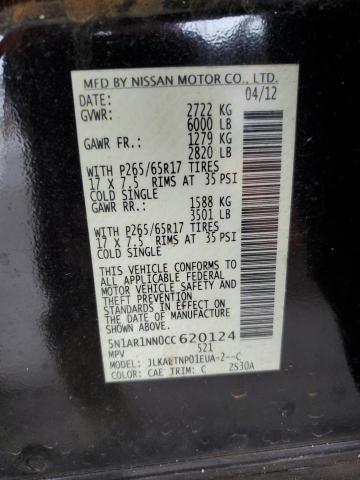 MFD BY NISSAN MOTOR CO., LTD.
DATE: 04/12
GVWR: 2722 KG
6000 LB
GAWR FR.: 1279 KG
2820 LB
WITH P265/65R17 TIRES
17 X 7.5 RIMS AT 35 PSI
COLD SINGLE
GAWR RR.: 1588 KG
3501 LB
WITH P265/65R17 TIRES
17 X 7.5 RIMS AT 35 PSI
COLD SINGLE
THIS VEHICLE CONFORMS TO
ALL APPLICABLE FEDERAL
MOTOR VEHICLE SAFETY AND
THEFT PREVENTION
STANDARDS IN EFFECT ON
THE DATE OF MANUFACTURE
SHOWN ABOVE.
5N1AR1NN0CC620124
MPV 521
MODEL: JLKALTNP01EUA-2--C
COLOR: CAE TRIM: C 2S30A